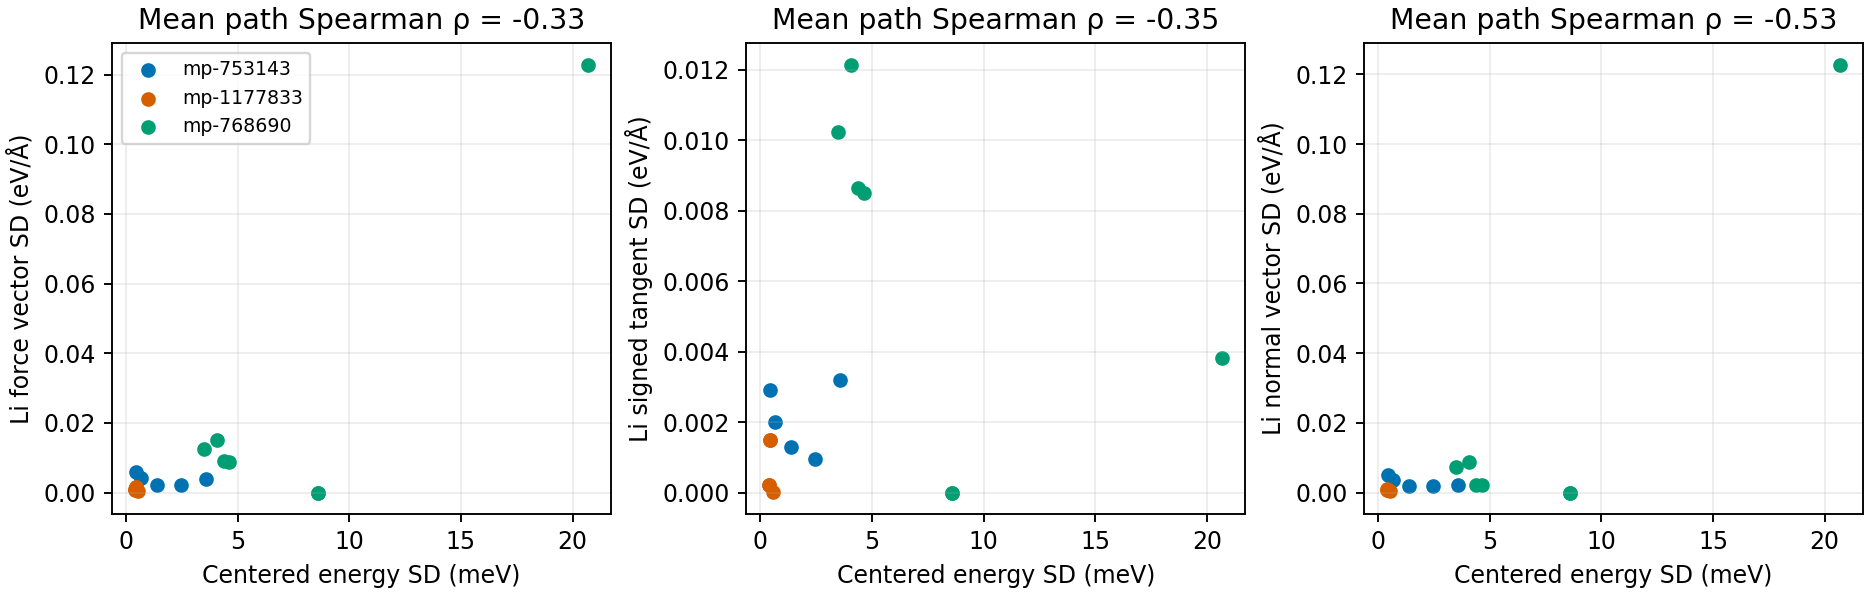 Mean path Spearman ρ = -0.33
Li force vector SD (eV/Å)
0.12
0.10
0.08
0.06
0.04
0.02
0.00
mp-753143
mp-1177833
mp-768690
0 5 10 15 20
Centered energy SD (meV)
Mean path Spearman ρ = -0.35
Li signed tangent SD (eV/Å)
0.012
0.010
0.008
0.006
0.004
0.002
0.000
0 5 10 15 20
Centered energy SD (meV)
Mean path Spearman ρ = -0.53
Li normal vector SD (eV/Å)
0.12
0.10
0.08
0.06
0.04
0.02
0.00
0 5 10 15 20
Centered energy SD (meV)